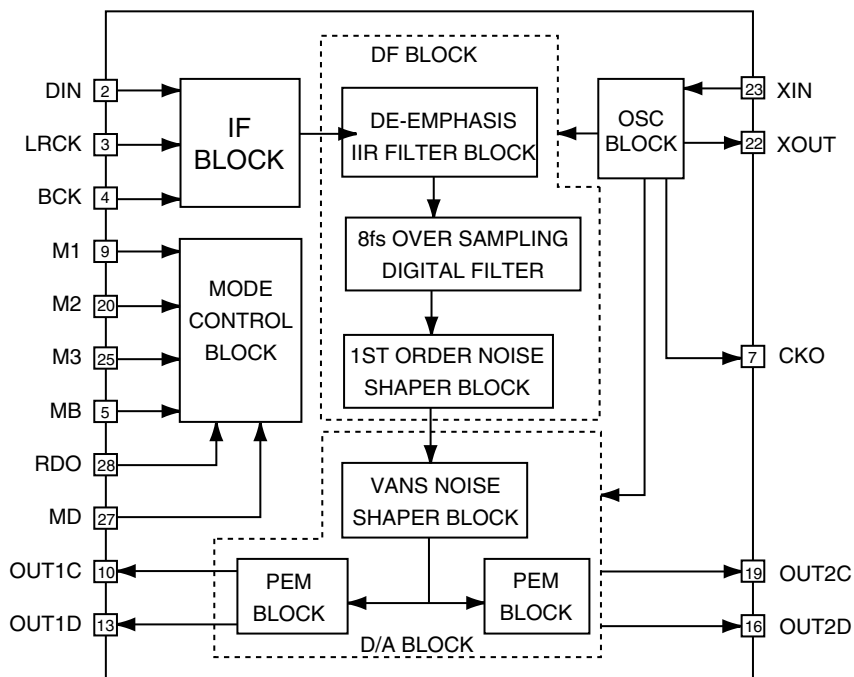 DF BLOCK
DIN 2
LRCK 3
BCK 4
M1 9
M2 20
M3 25
MB 5
RDO 28
MD 27
OUT1C 10
OUT1D 13
IF
BLOCK
MODE
CONTROL
BLOCK
DE-EMPHASIS
IIR FILTER BLOCK
8fs OVER SAMPLING
DIGITAL FILTER
1ST ORDER NOISE
SHAPER BLOCK
VANS NOISE
SHAPER BLOCK
PEM
BLOCK
PEM
BLOCK
D/A BLOCK
OSC
BLOCK
23 XIN
22 XOUT
7 CKO
19 OUT2C
16 OUT2D